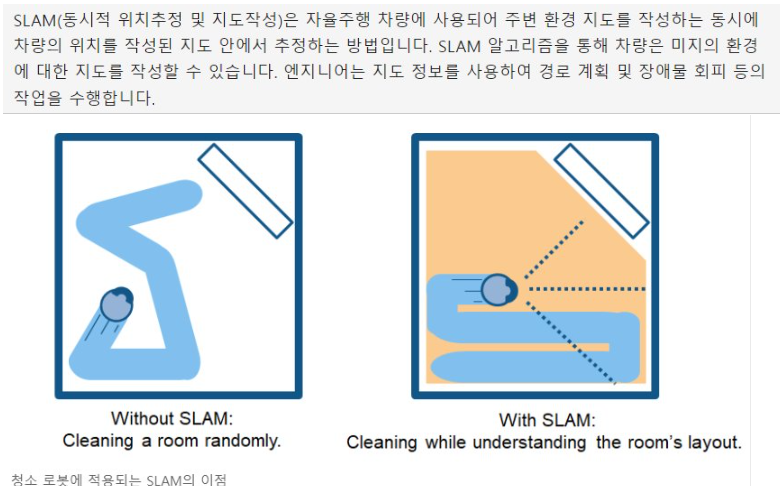 SLAM(동시적 위치추정 및 지도작성)은 자율주행 차량에 사용되어 주변 환경 지도를 작성하는 동시에
차량의 위치를 작성된 지도 안에서 추정하는 방법입니다. SLAM 알고리즘을 통해 차량은 미지의 환경
에 대한 지도를 작성할 수 있습니다. 엔지니어는 지도 정보를 사용하여 경로 계획 및 장애물 회피 등의
작업을 수행합니다.
Without SLAM:
Cleaning a room randomly.
With SLAM:
Cleaning while understanding the room's layout.
청소 로봇에 적용되는 SLAM의 이점